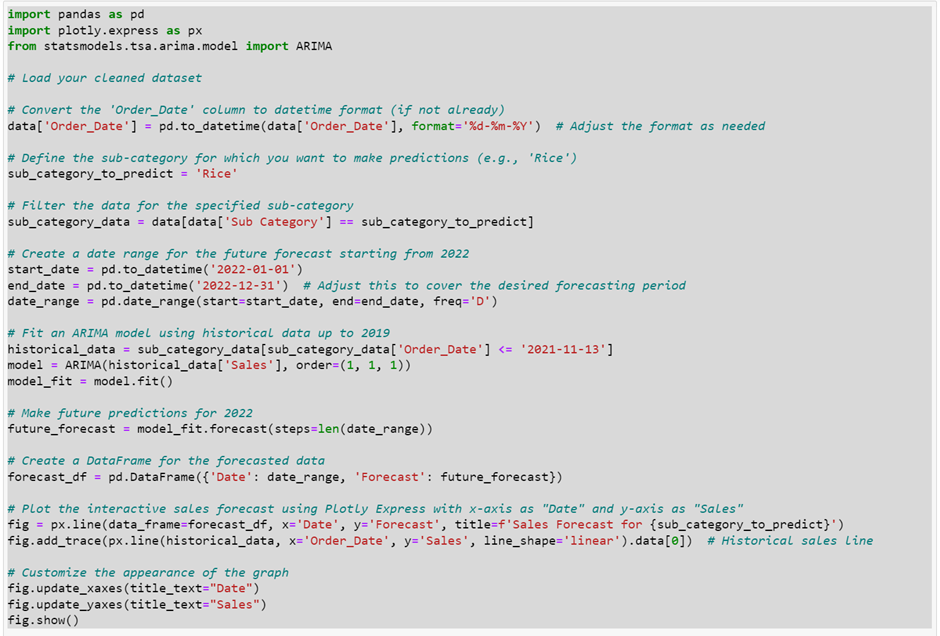 import pandas as pd
import plotly.express as px
from statsmodels.tsa.arima.model import ARIMA
# Load your cleaned dataset
# Convert the 'Order_Date' column to datetime format (if not already)
data['Order_Date'] = pd.to_datetime(data['Order_Date'], format='%d-%m-%Y')  # Adjust the format as needed
# Define the sub-category for which you want to make predictions (e.g., 'Rice')
sub_category_to_predict = 'Rice'
# Filter the data for the specified sub-category
sub_category_data = data[data['Sub Category'] == sub_category_to_predict]
# Create a date range for the future forecast starting from 2022
start_date = pd.to_datetime('2022-01-01')
end_date = pd.to_datetime('2022-12-31')  # Adjust this to cover the desired forecasting period
date_range = pd.date_range(start=start_date, end=end_date, freq='D')
# Fit an ARIMA model using historical data up to 2019
historical_data = sub_category_data[sub_category_data['Order_Date'] <= '2021-11-13']
model = ARIMA(historical_data['Sales'], order=(1, 1, 1))
model_fit = model.fit()
# Make future predictions for 2022
future_forecast = model_fit.forecast(steps=len(date_range))
# Create a DataFrame for the forecasted data
forecast_df = pd.DataFrame({'Date': date_range, 'Forecast': future_forecast})
# Plot the interactive sales forecast using Plotly Express with x-axis as "Date" and y-axis as "Sales"
fig = px.line(data_frame=forecast_df, x='Date', y='Forecast', title=f'Sales Forecast for {sub_category_to_predict}')
fig.add_trace(px.line(historical_data, x='Order_Date', y='Sales', line_shape='linear').data[0])  # Historical sales line
# Customize the appearance of the graph
fig.update_xaxes(title_text="Date")
fig.update_yaxes(title_text="Sales")
fig.show()